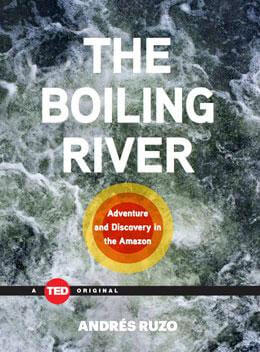 THE
BOILING
RIVER
Adventure
and Discovery in
the Amazon
A TED ORIGINAL
ANDRÉS RUZO